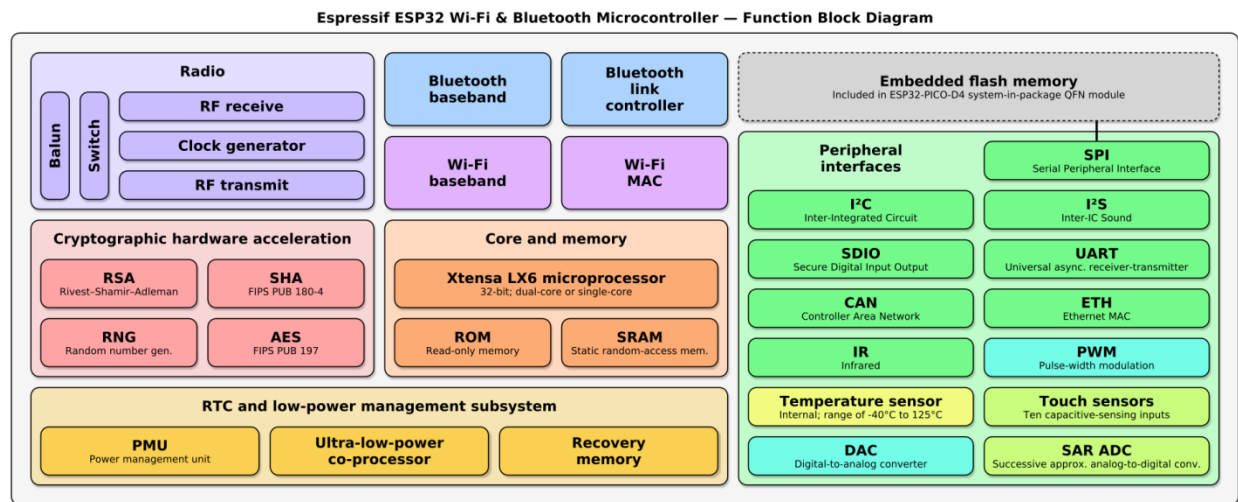 Espressif ESP32 Wi-Fi & Bluetooth Microcontroller — Function Block Diagram
Radio
Balun
Switch
RF receive
Clock generator
RF transmit
Bluetooth
baseband
Bluetooth
link
controller
Wi-Fi
baseband
Wi-Fi
MAC
Embedded flash memory
Included in ESP32-PICO-D4 system-in-package QFN module
Cryptographic hardware acceleration
RSA
Rivest–Shamir–Adleman
SHA
FIPS PUB 180-4
RNG
Random number gen.
AES
FIPS PUB 197
Core and memory
Xtensa LX6 microprocessor
32-bit; dual-core or single-core
ROM
Read-only memory
SRAM
Static random-access mem.
RTC and low-power management subsystem
PMU
Power management unit
Ultra-low-power
co-processor
Recovery
memory
Peripheral
interfaces
SPI
Serial Peripheral Interface
I²C
Inter-Integrated Circuit
I²S
Inter-IC Sound
SDIO
Secure Digital Input Output
UART
Universal async. receiver-transmitter
CAN
Controller Area Network
ETH
Ethernet MAC
IR
Infrared
PWM
Pulse-width modulation
Temperature sensor
Internal; range of -40°C to 125°C
Touch sensors
Ten capacitive-sensing inputs
DAC
Digital-to-analog converter
SAR ADC
Successive approx. analog-to-digital conv.